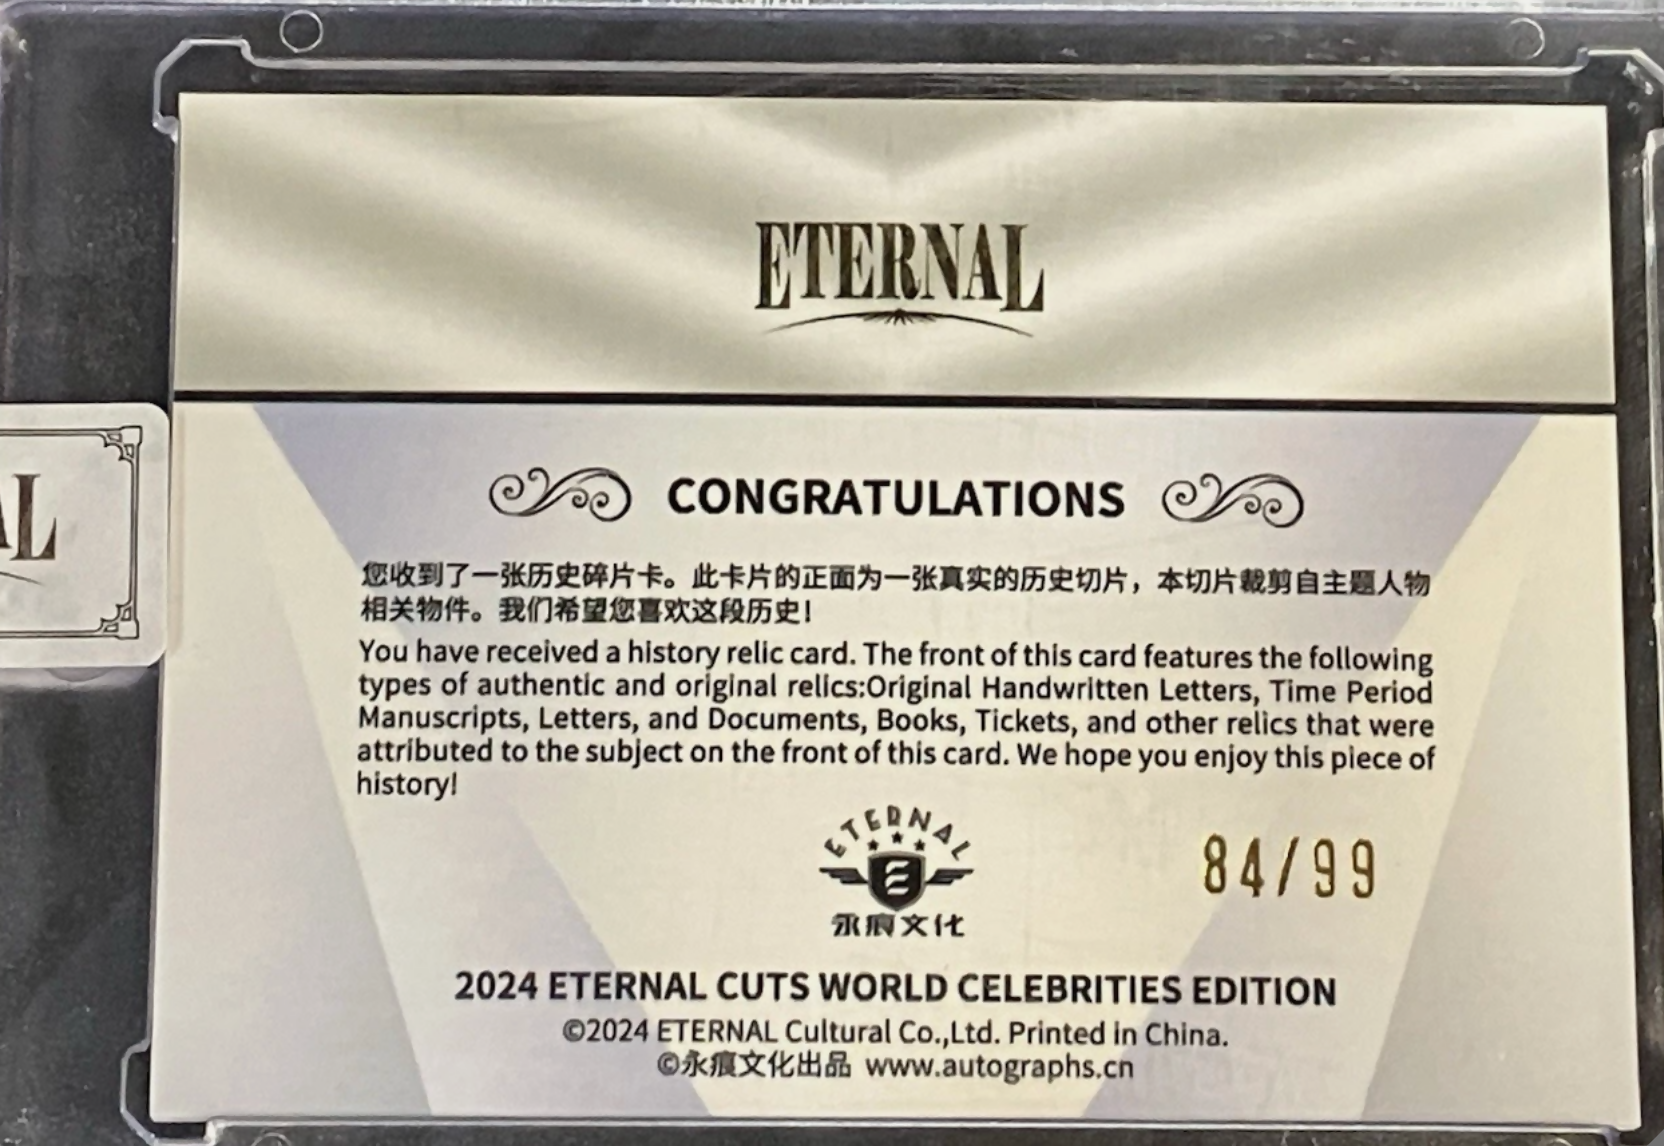 ETERNAL
AL
CONGRATULATIONS
您收到了一张历史碎片卡。此卡片的正面为一张真实的历史切片，本切片裁剪自主题人物
相关物件。我们希望您喜欢这段历史!
You have received a history relic card. The front of this card features the following
types of authentic and original relics:Original Handwritten Letters, Time Period
Manuscripts, Letters, and Documents, Books, Tickets, and other relics that were
attributed to the subject on the front of this card. We hope you enjoy this piece of
history!
ETERNAL
永痕文化
84/99
2024 ETERNAL CUTS WORLD CELEBRITIES EDITION
©2024 ETERNAL Cultural Co.,Ltd. Printed in China.
©永痕文化出品 www.autographs.cn